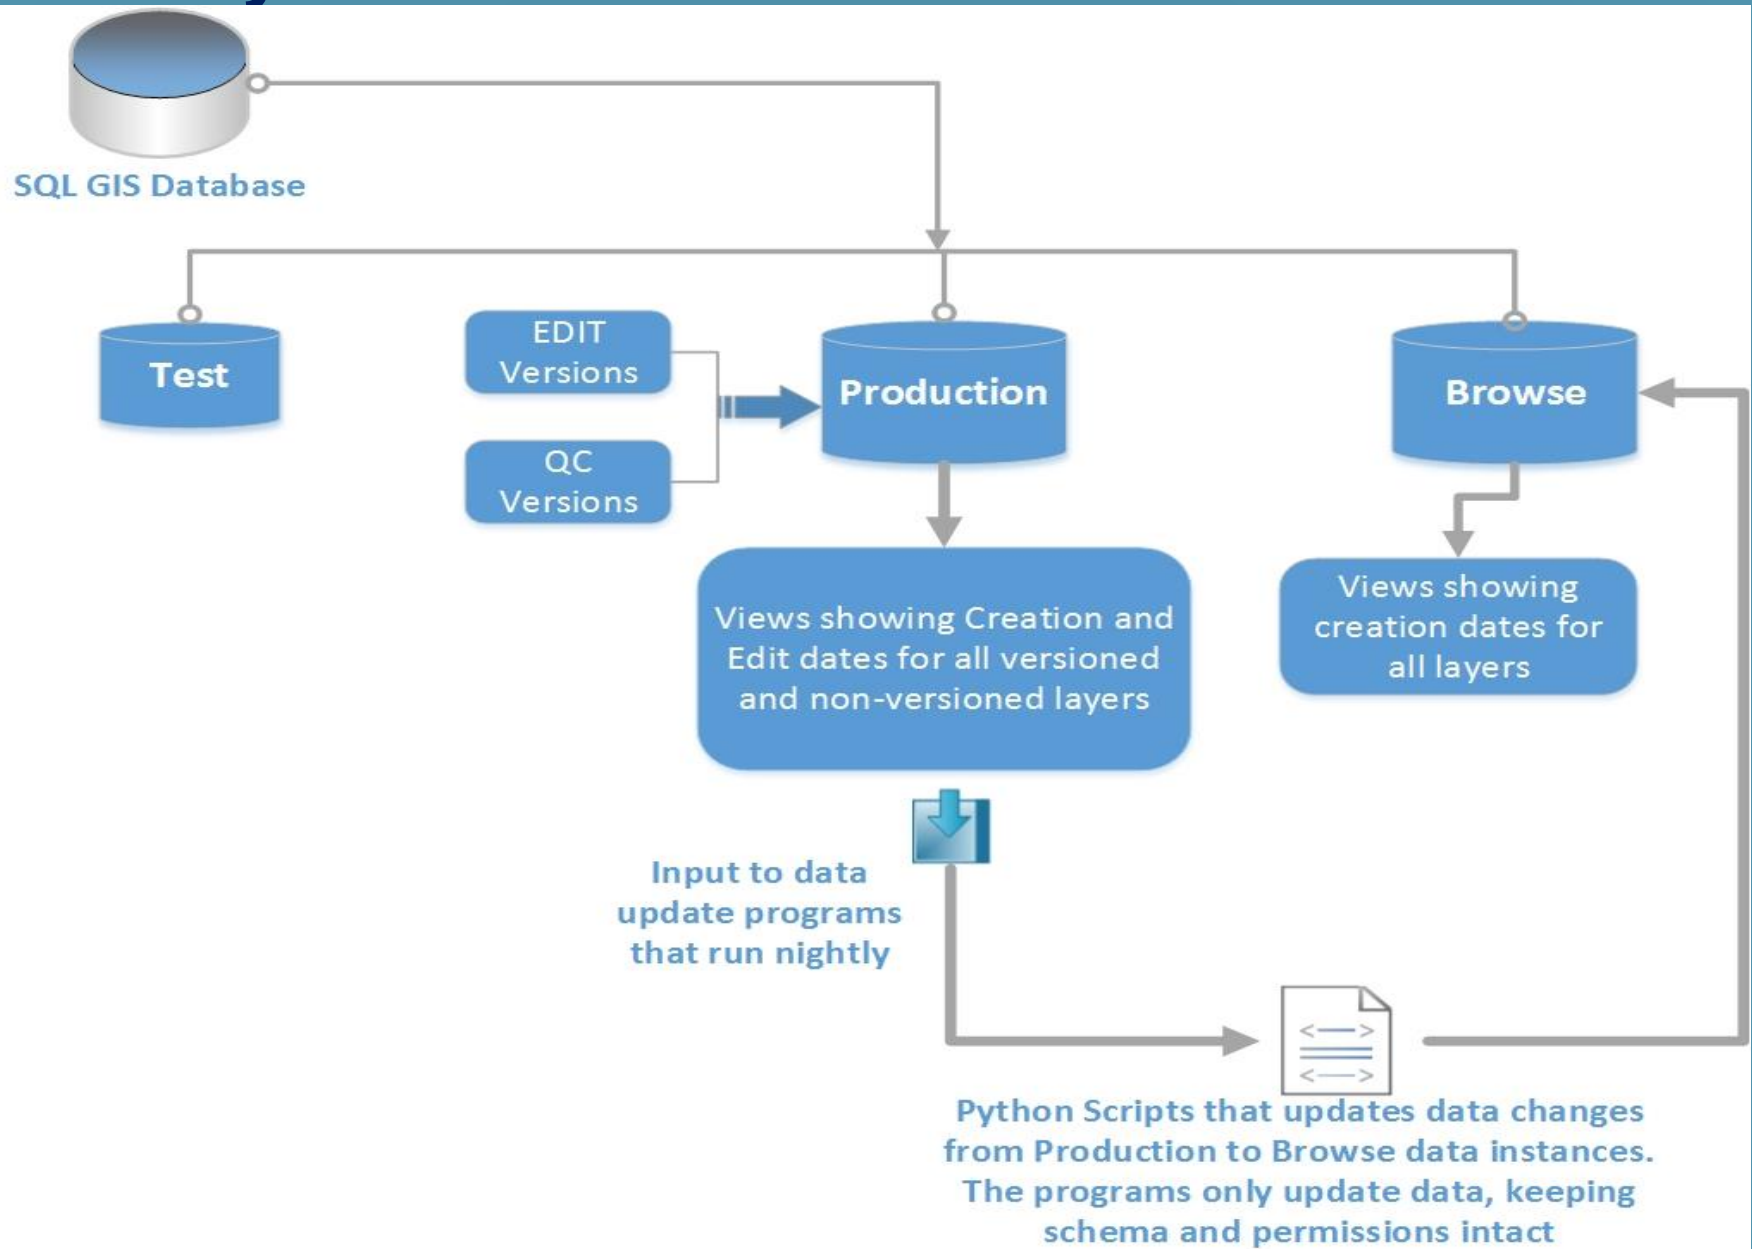 SQL GIS Database
Test
EDIT
Versions
QC
Versions
Production
Browse
Views showing Creation and
Edit dates for all versioned
and non-versioned layers
Views showing
creation dates for
all layers
Input to data
update programs
that run nightly
Python Scripts that updates data changes
from Production to Browse data instances.
The programs only update data, keeping
schema and permissions intact